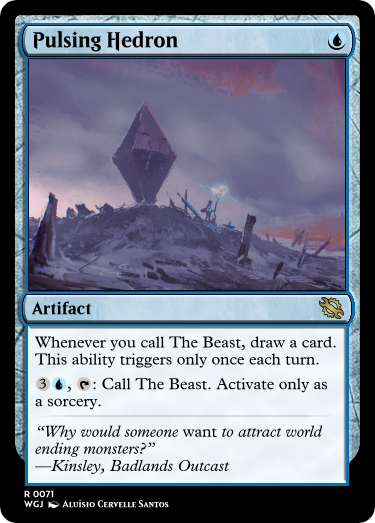 Pulsing Hedron
Artifact
Whenever you call The Beast, draw a card.
This ability triggers only once each turn.
3, : Call The Beast. Activate only as
a sorcery.
“Why would someone want to attract world
ending monsters?”
—Kinsley, Badlands Outcast
R 0071
WGJ Aluísio Cervelle Santos